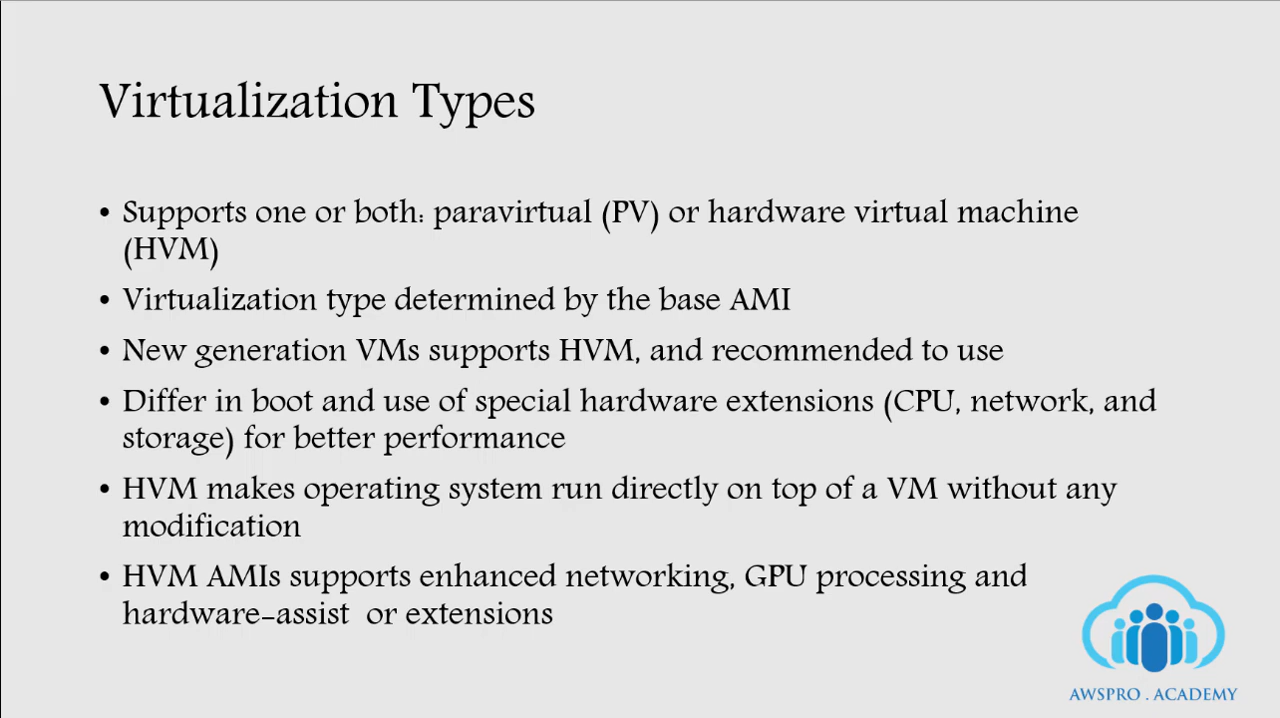 Virtualization Types
• Supports one or both: paravirtual (PV) or hardware virtual machine
(HVM)
• Virtualization type determined by the base AMI
• New generation VMs supports HVM, and recommended to use
• Differ in boot and use of special hardware extensions (CPU, network, and
storage) for better performance
• HVM makes operating system run directly on top of a VM without any
modification
• HVM AMIs supports enhanced networking, GPU processing and
hardware-assist or extensions
AWSPRO . ACADEMY